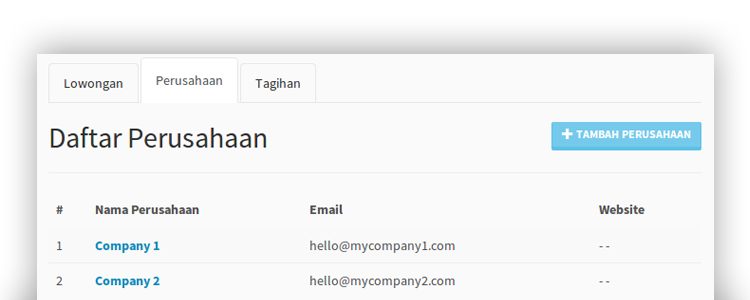 Lowongan Perusahaan Tagihan
Daftar Perusahaan
+ TAMBAH PERUSAHAAN
# Nama Perusahaan Email Website
1 Company 1 hello@mycompany1.com --
2 Company 2 hello@mycompany2.com --